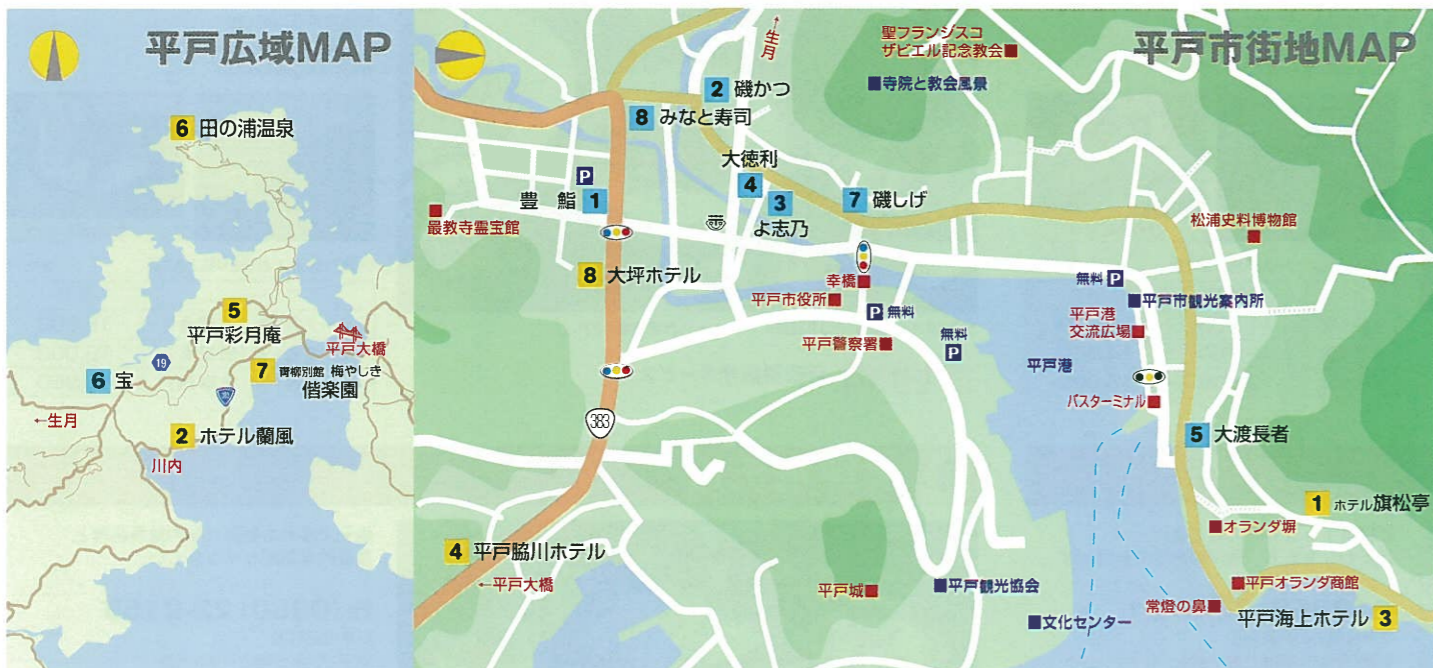 平戸広域MAP
6 田の浦温泉
5
平戸彩月庵
平戸大橋
19
6 宝
7 青柳別館 梅やしき
偕楽園
383
←生月
2 ホテル蘭風
川内
平戸市街地MAP
←生月
聖フランシスコ
ザビエル記念教会
寺院と教会風景
2 磯かつ
8 みなと寿司
大徳利
4
3
よ志乃
7 磯しげ
P
豊鮨 1
最教寺霊宝館
松浦史料博物館
8 大坪ホテル
幸橋
平戸市役所
P 無料
無料
P
平戸警察署
無料 P
平戸市観光案内所
平戸港
交流広場
平戸港
バスターミナル
383
5 大渡長者
1 ホテル旗松亭
オランダ塀
4 平戸脇川ホテル
←平戸大橋
平戸城
平戸観光協会
文化センター
平戸オランダ商館
常燈の鼻
平戸海上ホテル 3